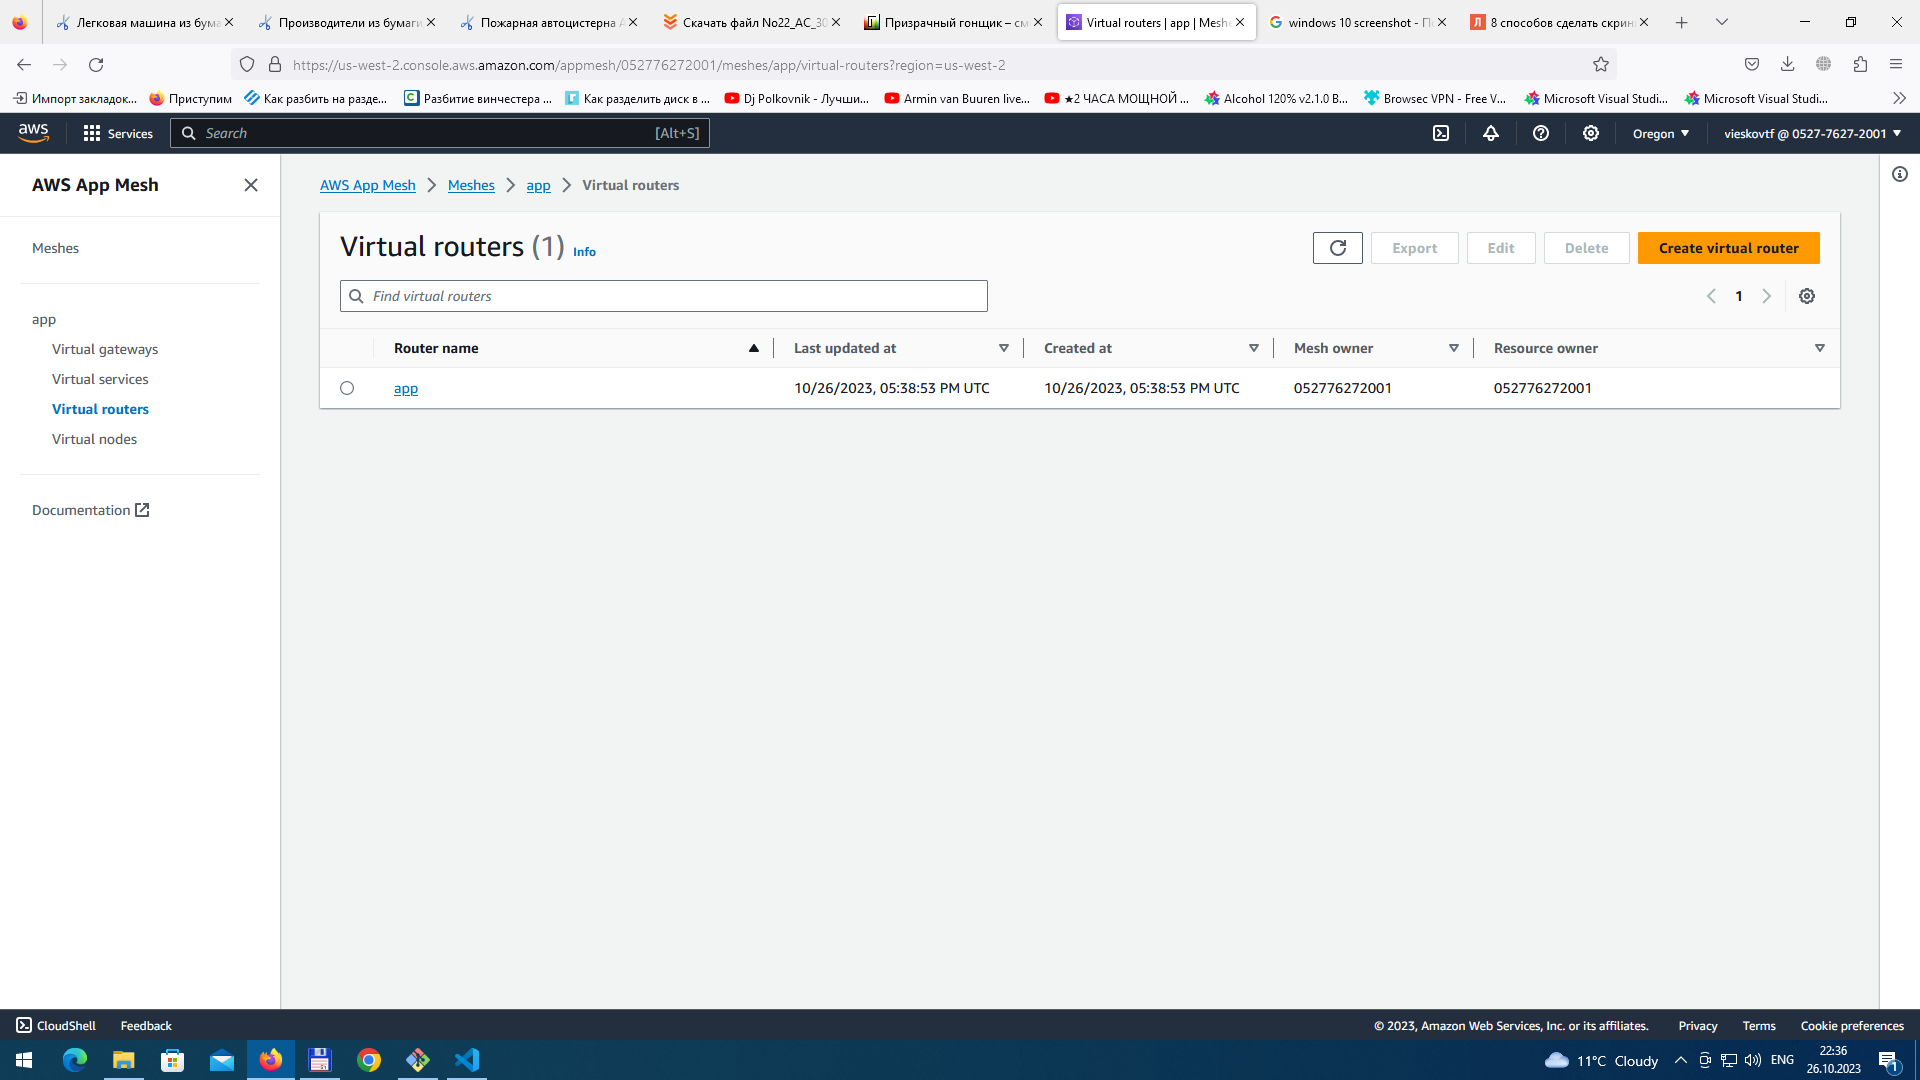 Легковая машина из бума
Производители из бумаги
Пожарная автоцистерна А
Скачать файл No22_AC_30
Призрачный гонщик – см
Virtual routers | app | Meshe
windows 10 screenshot - По
8 способов сделать скрин
https://us-west-2.console.aws.amazon.com/appmesh/052776272001/meshes/app/virtual-routers?region=us-west-2
Импорт закладок...
Приступим
Как разбить на разде...
Разбитие винчестера ...
Как разделить диск в ...
Dj Polkovnik - Лучши...
Armin van Buuren live...
★2 ЧАСА МОЩНОЙ ...
Alcohol 120% v2.1.0 B...
Browsec VPN - Free V...
Microsoft Visual Studi...
Microsoft Visual Studi...
aws
Services
Search
[Alt+S]
Oregon
vieskovtf @ 0527-7627-2001
AWS App Mesh
Meshes
app
Virtual gateways
Virtual services
Virtual routers
Virtual nodes
Documentation
AWS App Mesh
Meshes
app
Virtual routers
Virtual routers (1) Info
Export
Edit
Delete
Create virtual router
Find virtual routers
1
Router name
Last updated at
Created at
Mesh owner
Resource owner
app
10/26/2023, 05:38:53 PM UTC
10/26/2023, 05:38:53 PM UTC
052776272001
052776272001
CloudShell
Feedback
© 2023, Amazon Web Services, Inc. or its affiliates.
Privacy
Terms
Cookie preferences
11°C Cloudy
ENG
22:36
26.10.2023
1